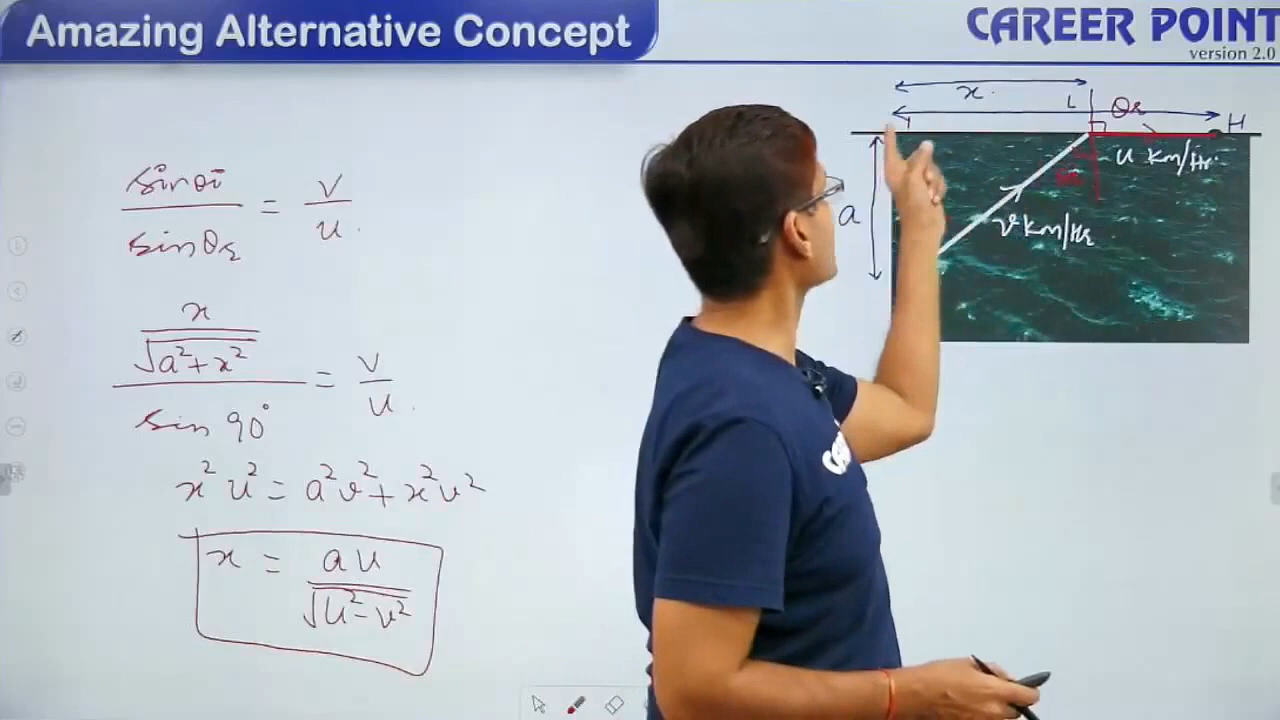 Amazing Alternative Concept
CAREER POINT
version 2.0
sinθi / sinθr = v / u.
x / √a²+x² / sin 90° = v / u.
x²u² = a²v² + x²v²
x = au / √u²-v²
x
L
θr
H
u km/Hr.
a
v km/Hr